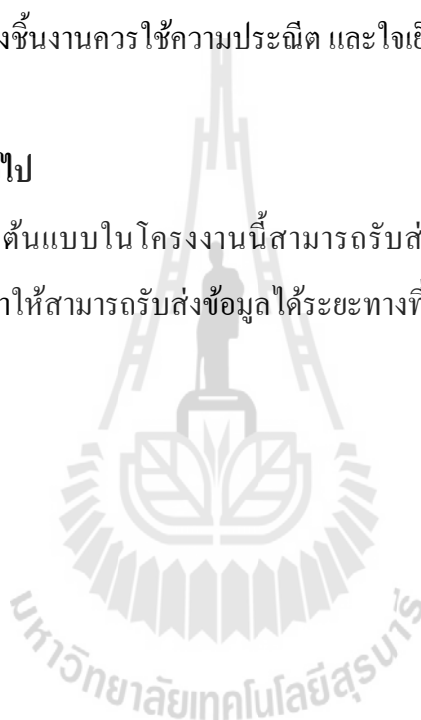 งชิ้นงานควรใช้ความประณีต และใจเย็
ไป
ต้นแบบในโครงงานนี้สามารถรับส่
าให้สามารถรับส่งข้อมูลได้ระยะทางที่
มหาวิทยาลัยเทคโนโลยีสุรนารี